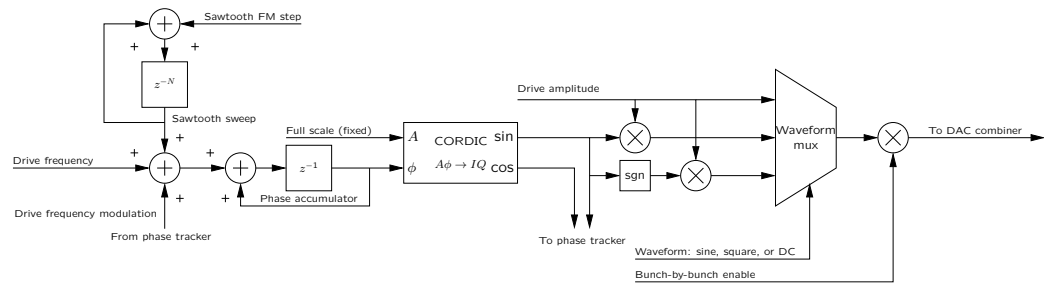 Sawtooth FM step
+
+ +
z^{-N}
Sawtooth sweep
+
Drive frequency
+
+
+
+
+
+
z^{-1}
Phase accumulator
Drive frequency modulation
From phase tracker
Full scale (fixed)
A
ϕ
CORDIC
Aϕ → IQ
sin
cos
Drive amplitude
×
sgn
×
To phase tracker
Waveform
mux
×
To DAC combiner
Waveform: sine, square, or DC
Bunch-by-bunch enable